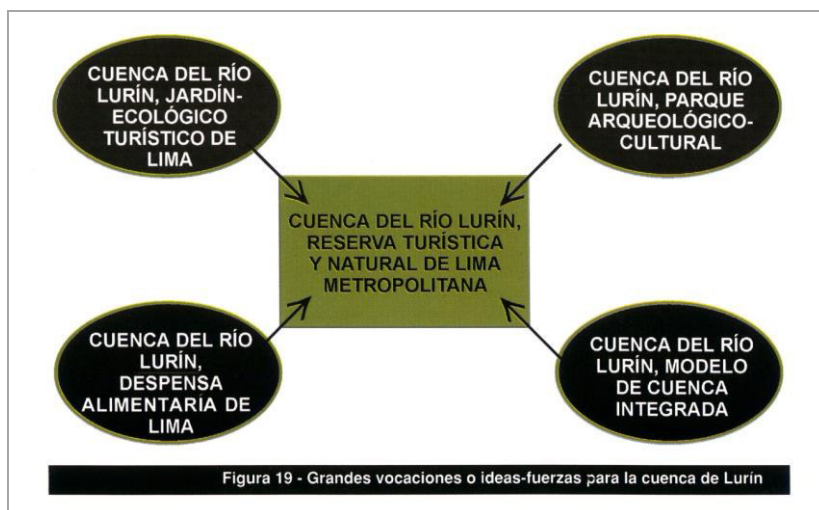 CUENCA DEL RÍO
LURÍN, JARDÍN-
ECOLÓGICO
TURÍSTICO DE
LIMA
CUENCA DEL RÍO
LURÍN, PARQUE
ARQUEOLÓGICO-
CULTURAL
CUENCA DEL RÍO LURÍN,
RESERVA TURÍSTICA
Y NATURAL DE LIMA
METROPOLITANA
CUENCA DEL RÍO
LURÍN,
DESPENSA
ALIMENTARÍA DE
LIMA
CUENCA DEL RÍO
LURÍN, MODELO
DE CUENCA
INTEGRADA
Figura 19 - Grandes vocaciones o ideas-fuerzas para la cuenca de Lurín